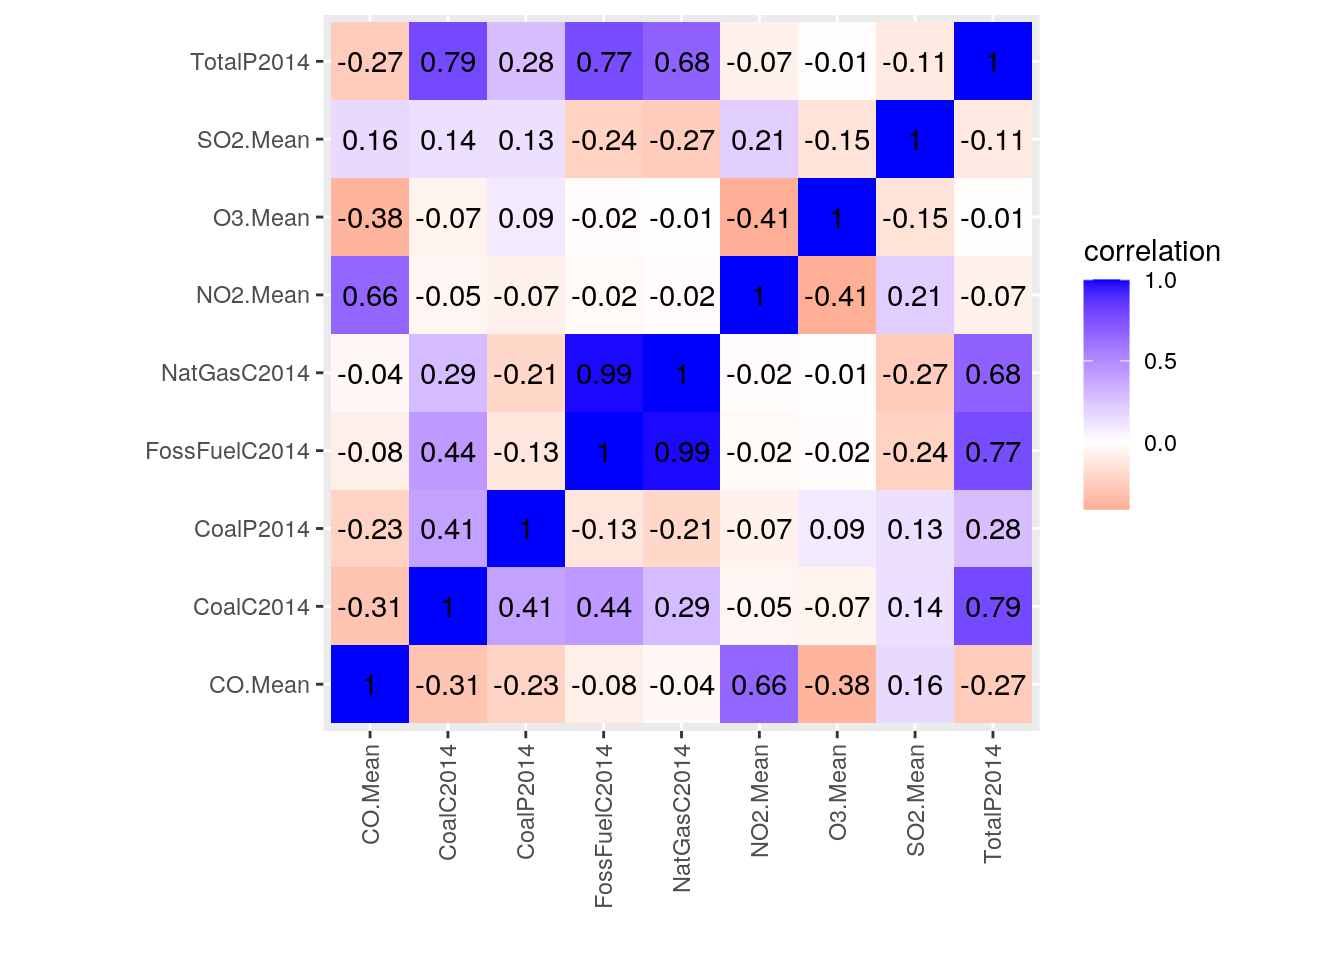 TotalP2014 -0.27 0.79 0.28 0.77 0.68 -0.07 -0.01 -0.11 1
SO2.Mean 0.16 0.14 0.13 -0.24 -0.27 0.21 -0.15 1 -0.11
O3.Mean -0.38 -0.07 0.09 -0.02 -0.01 -0.41 1 -0.15 -0.01
NO2.Mean 0.66 -0.05 -0.07 -0.02 -0.02 1 -0.41 0.21 -0.07
NatGasC2014 -0.04 0.29 -0.21 0.99 1 -0.02 -0.01 -0.27 0.68
FossFuelC2014 -0.08 0.44 -0.13 1 0.99 -0.02 -0.02 -0.24 0.77
CoalP2014 -0.23 0.41 1 -0.13 -0.21 -0.07 0.09 0.13 0.28
CoalC2014 -0.31 1 0.41 0.44 0.29 -0.05 -0.07 0.14 0.79
CO.Mean 1 -0.31 -0.23 -0.08 -0.04 0.66 -0.38 0.16 -0.27
CO.Mean
CoalC2014
CoalP2014
FossFuelC2014
NatGasC2014
NO2.Mean
O3.Mean
SO2.Mean
TotalP2014
correlation
1.0
0.5
0.0